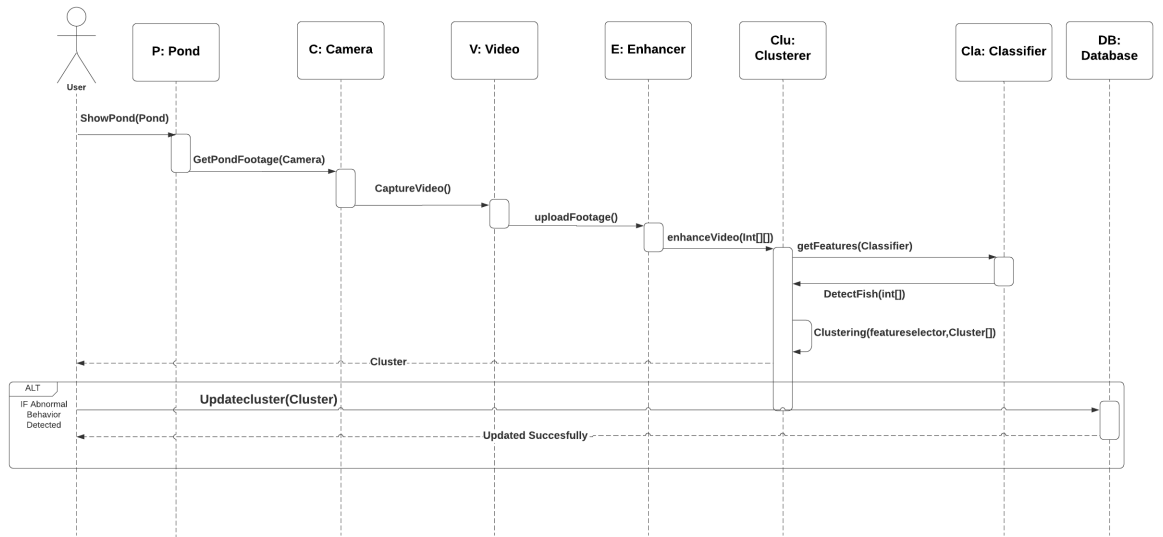 P: Pond
C: Camera
V: Video
E: Enhancer
Clu:
Clusterer
Cla: Classifier
DB:
Database
User
ShowPond(Pond)
GetPondFootage(Camera)
CaptureVideo()
uploadFootage()
enhanceVideo(Int[][])
getFeatures(Classifier)
DetectFish(int[])
Clustering(featureselector,Cluster[])
Cluster
ALT
IF Abnormal
Behavior
Detected
Updatecluster(Cluster)
Updated Succesfully